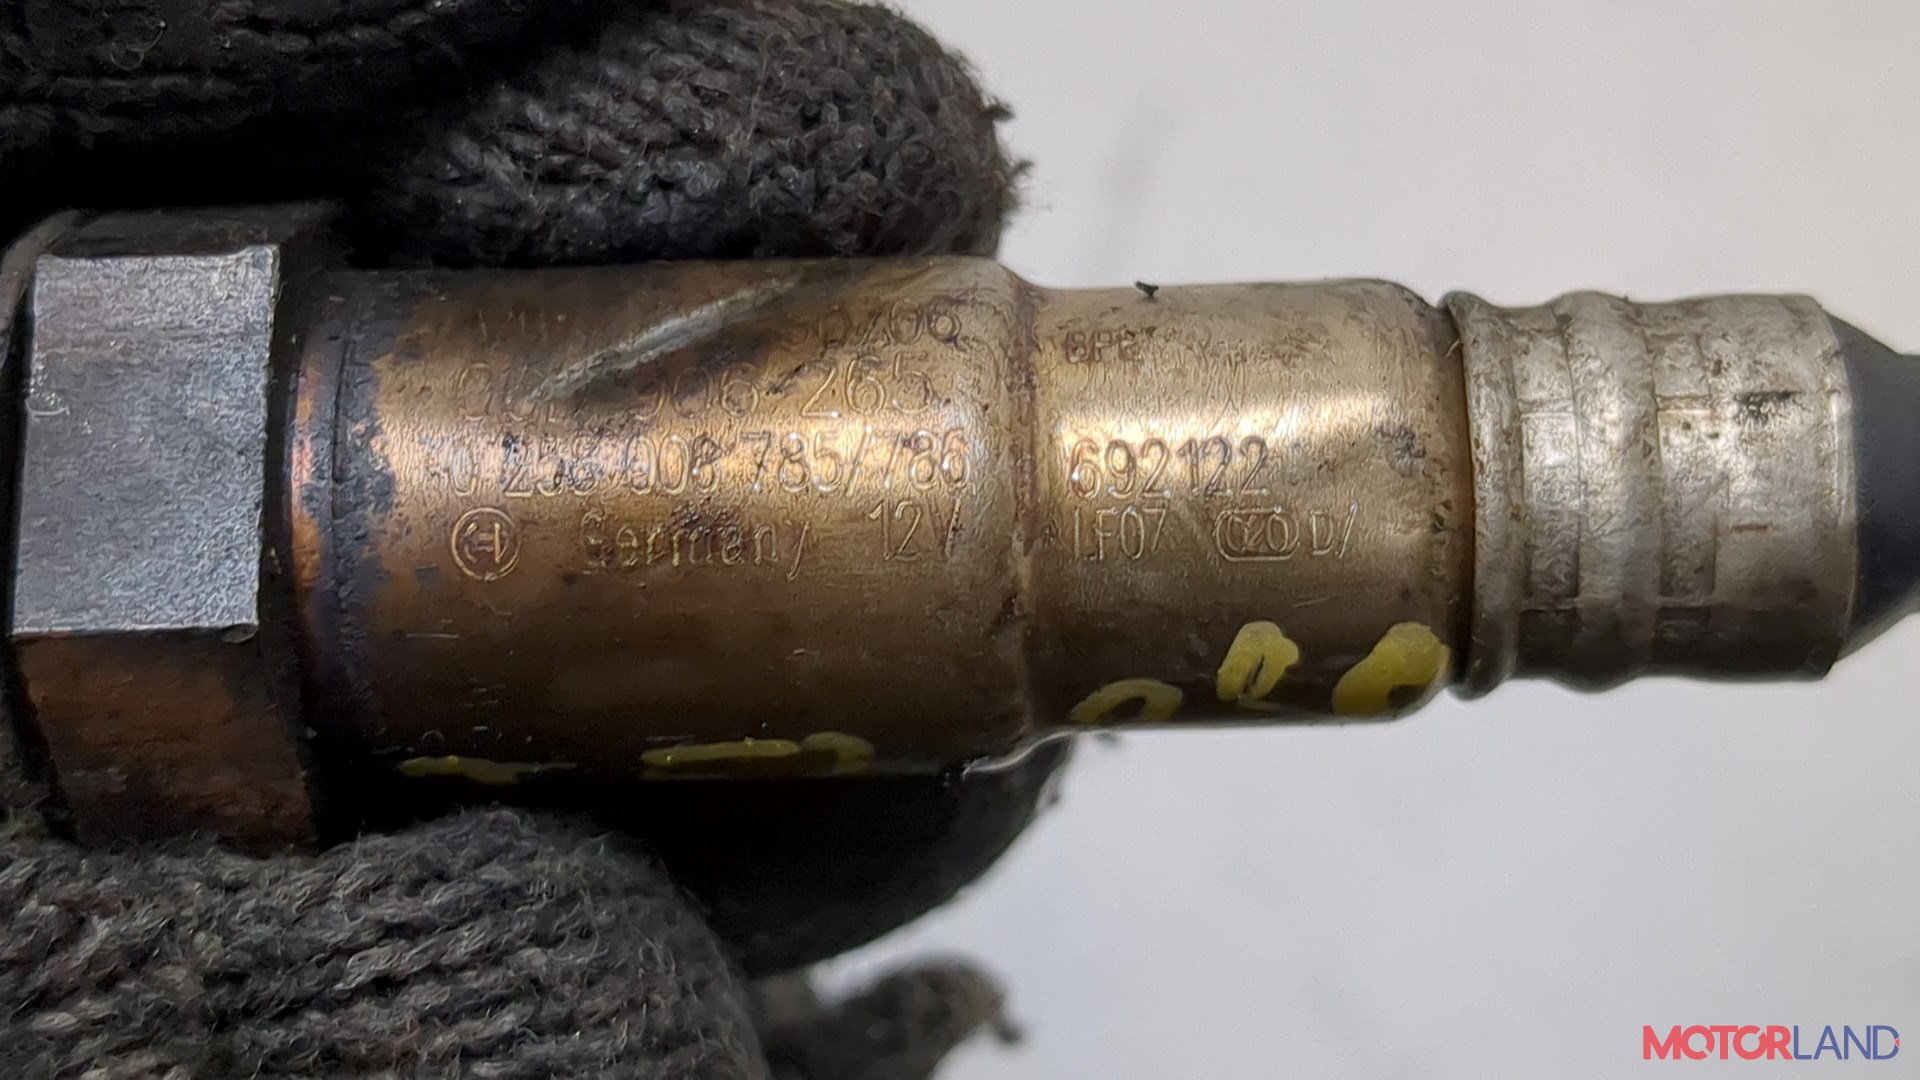 906 265
0 258 006 785/786
Germany 12V
692122
LF07 D/
MOTORLAND